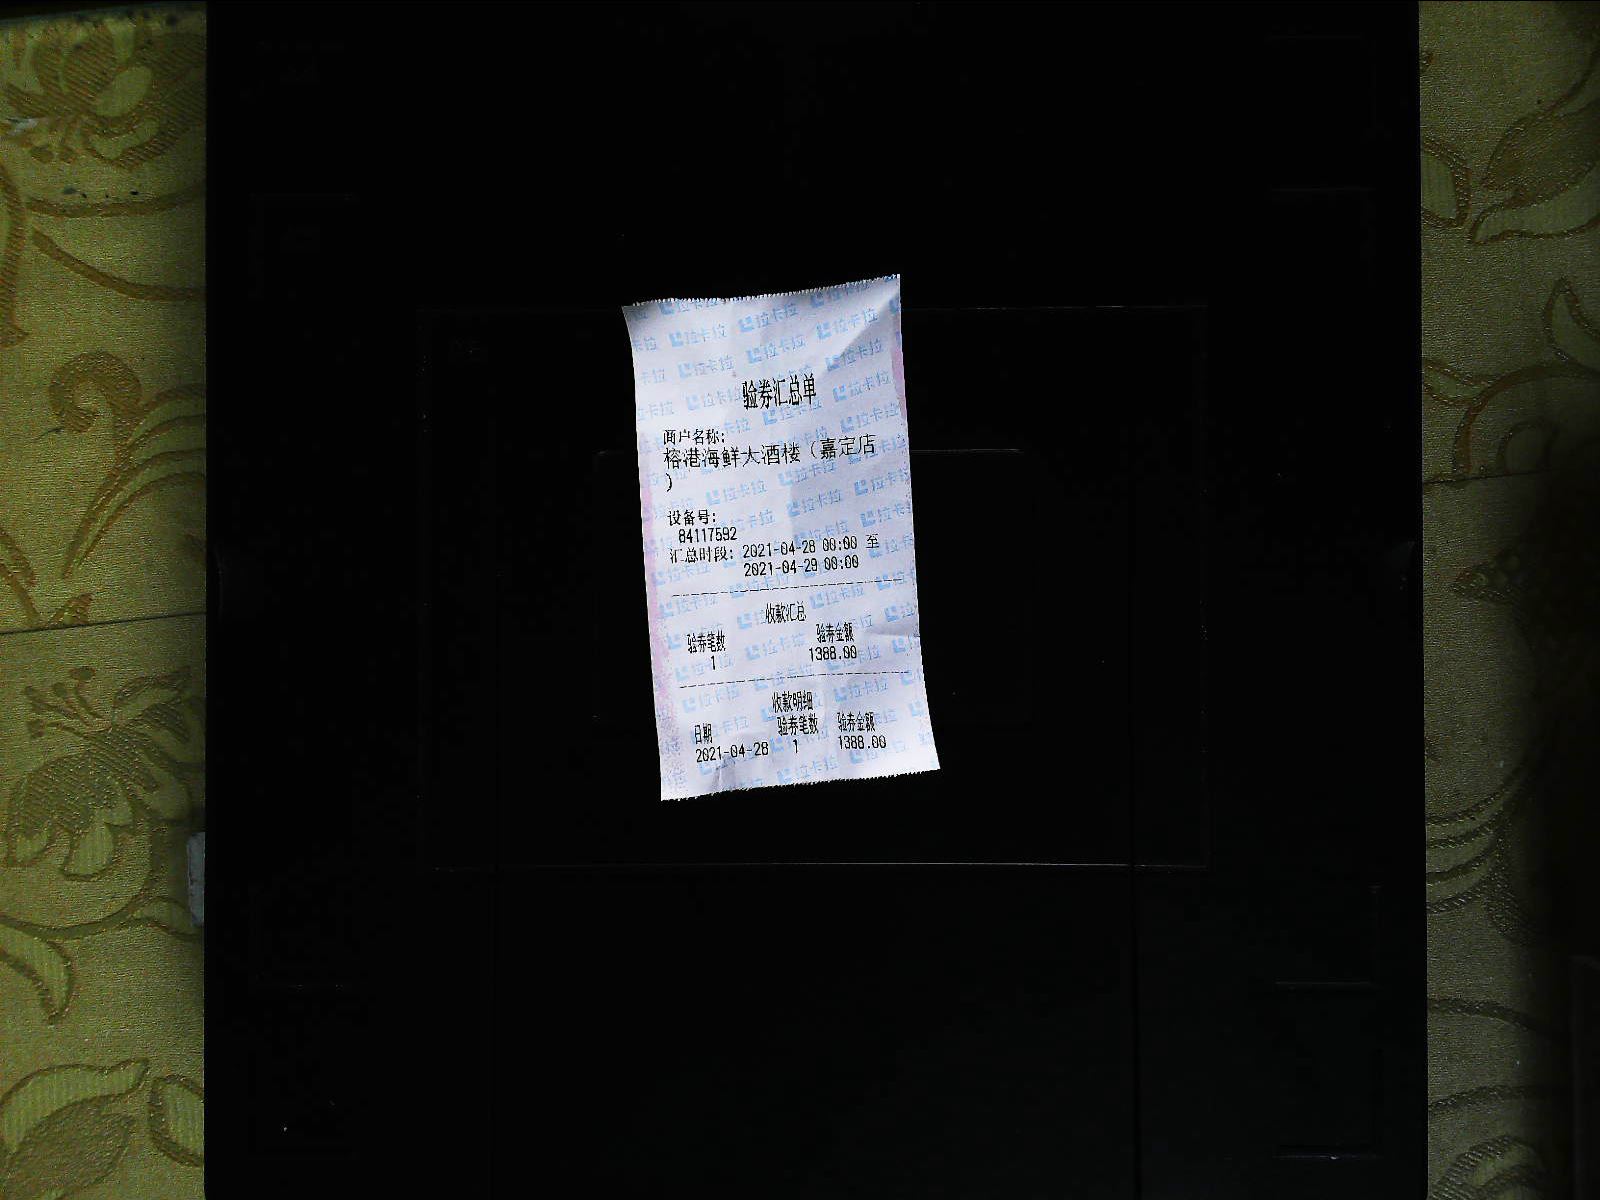 验券汇总单
商户名称:
榕港海鲜大酒楼（嘉定店
）
设备号:
84117592
汇总时段: 2021-04-28 00:00 至
2021-04-29 00:00
收款汇总
验券笔数 验券金额
1 1388.00
收款明细
日期 验券笔数 验券金额
2021-04-28 1 1388.00
拉卡拉